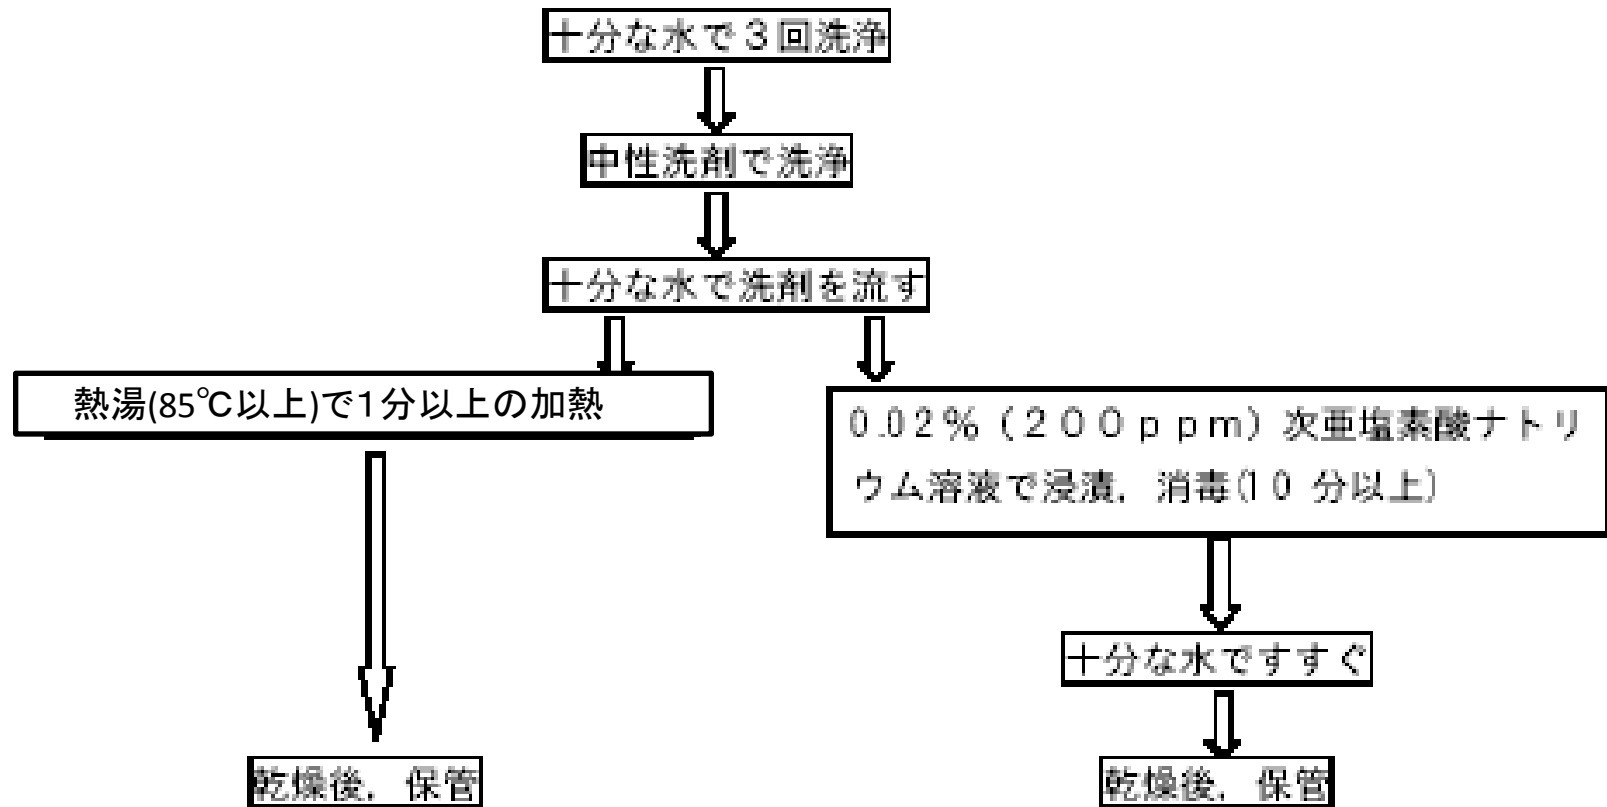 十分な水で３回洗浄
中性洗剤で洗浄
十分な水で洗剤を流す
熱湯(85℃以上)で１分以上の加熱
0.02％（２００ｐｐｍ）次亜塩素酸ナトリ
ウム溶液で浸漬，消毒(10 分以上)
十分な水ですすぐ
乾燥後，保管
乾燥後，保管